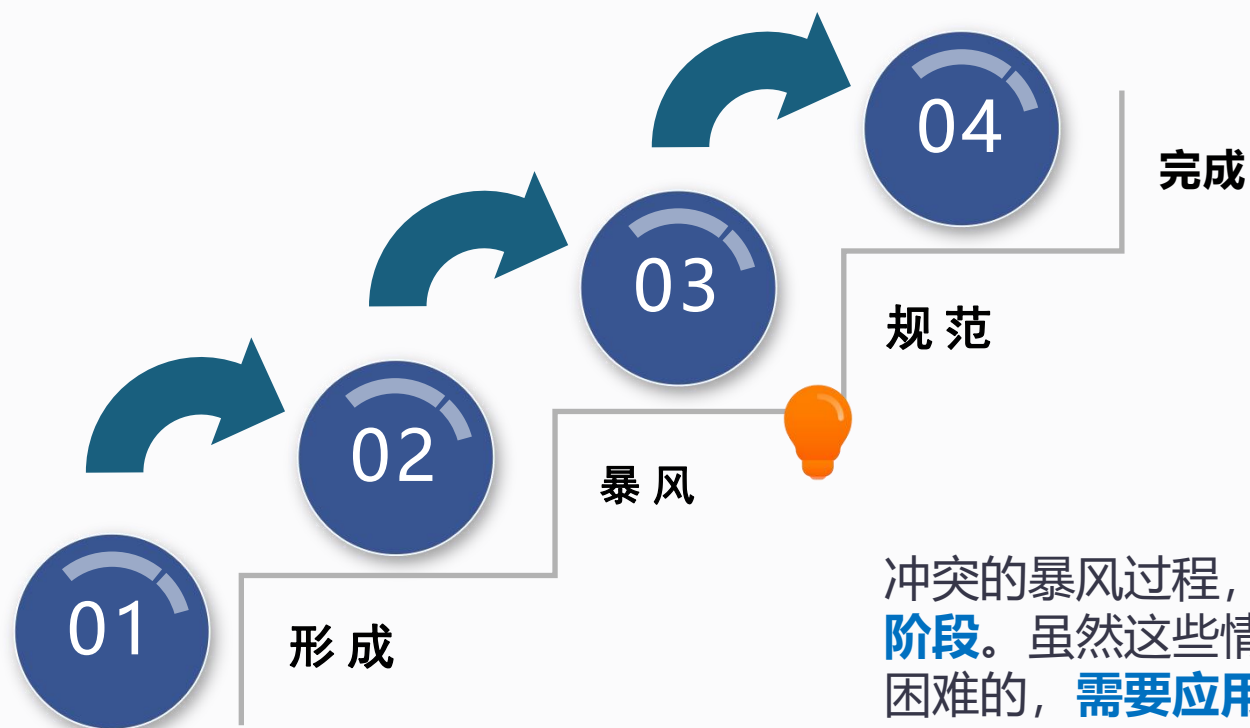 04
完成
03
规 范
02
暴 风
01
形 成
冲突的暴风过程，
阶段。虽然这些情
困难的，需要应用